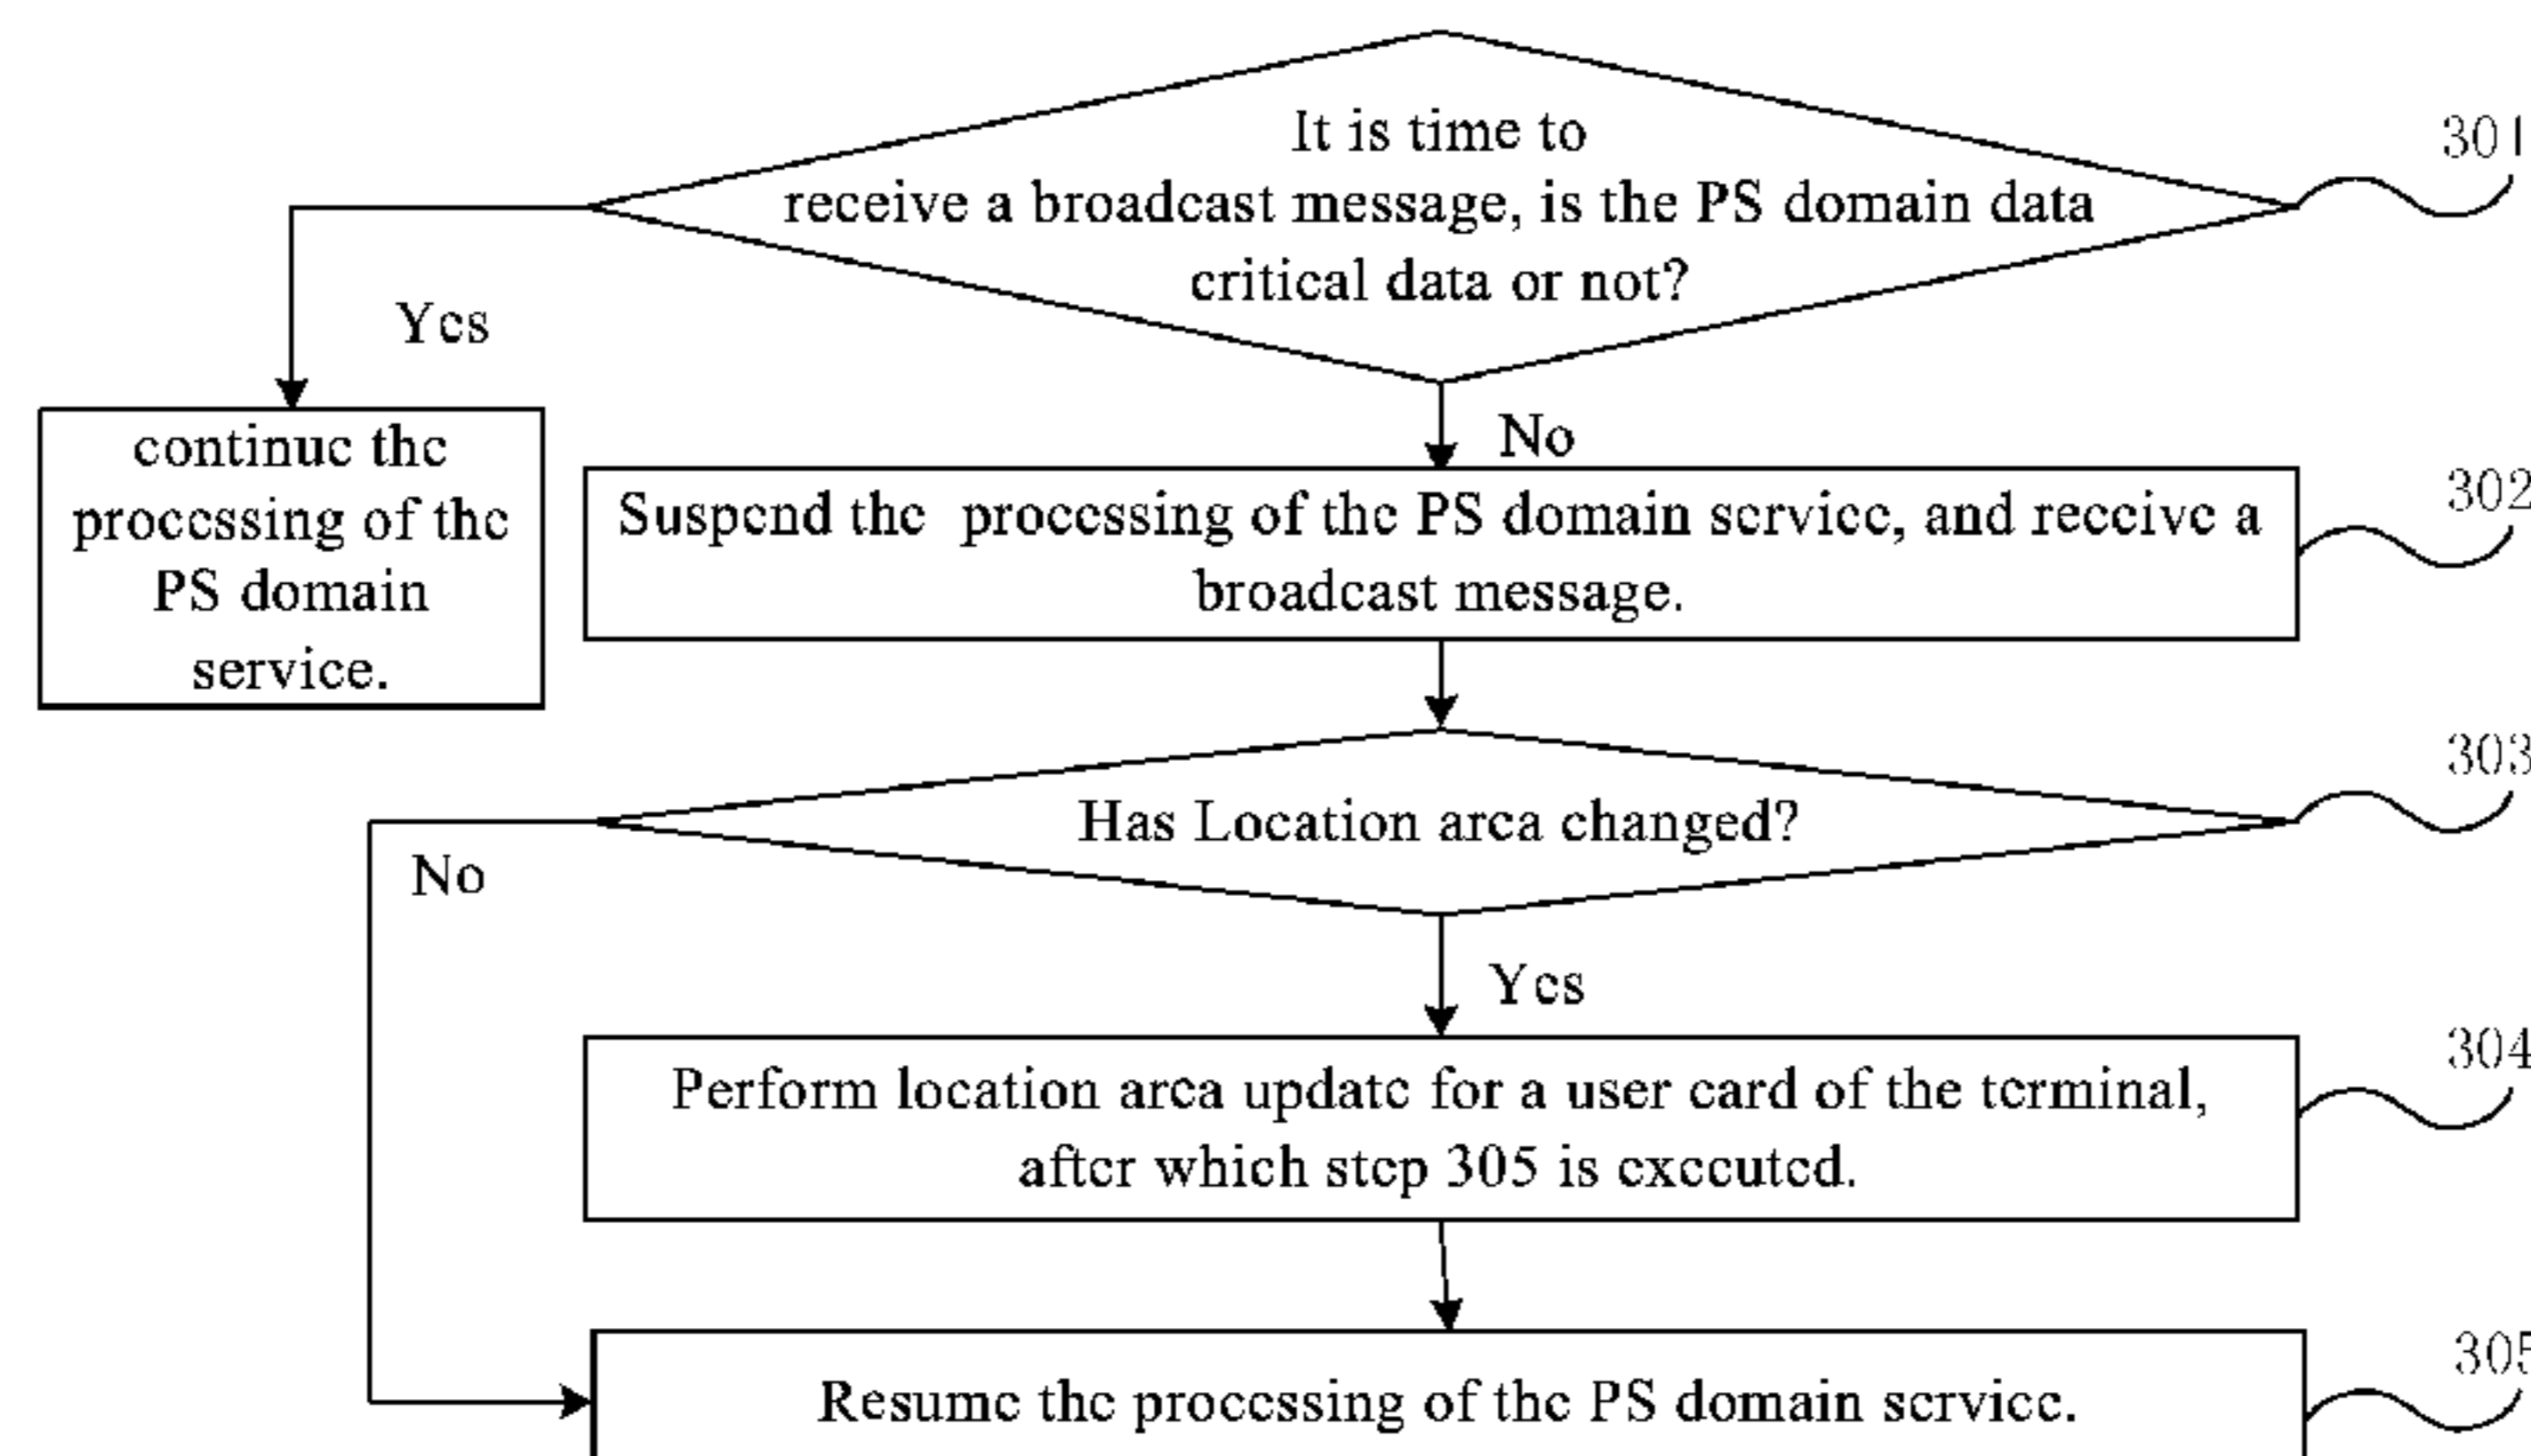 It is time to
receive a broadcast message, is the PS domain data
critical data or not?
301
Yes
No
continue the
processing of the
PS domain
service.
Suspend the processing of the PS domain service, and receive a
broadcast message.
302
Has Location area changed?
303
No
Yes
Perform location area update for a user card of the terminal,
after which step 305 is executed.
304
Resume the processing of the PS domain service.
305